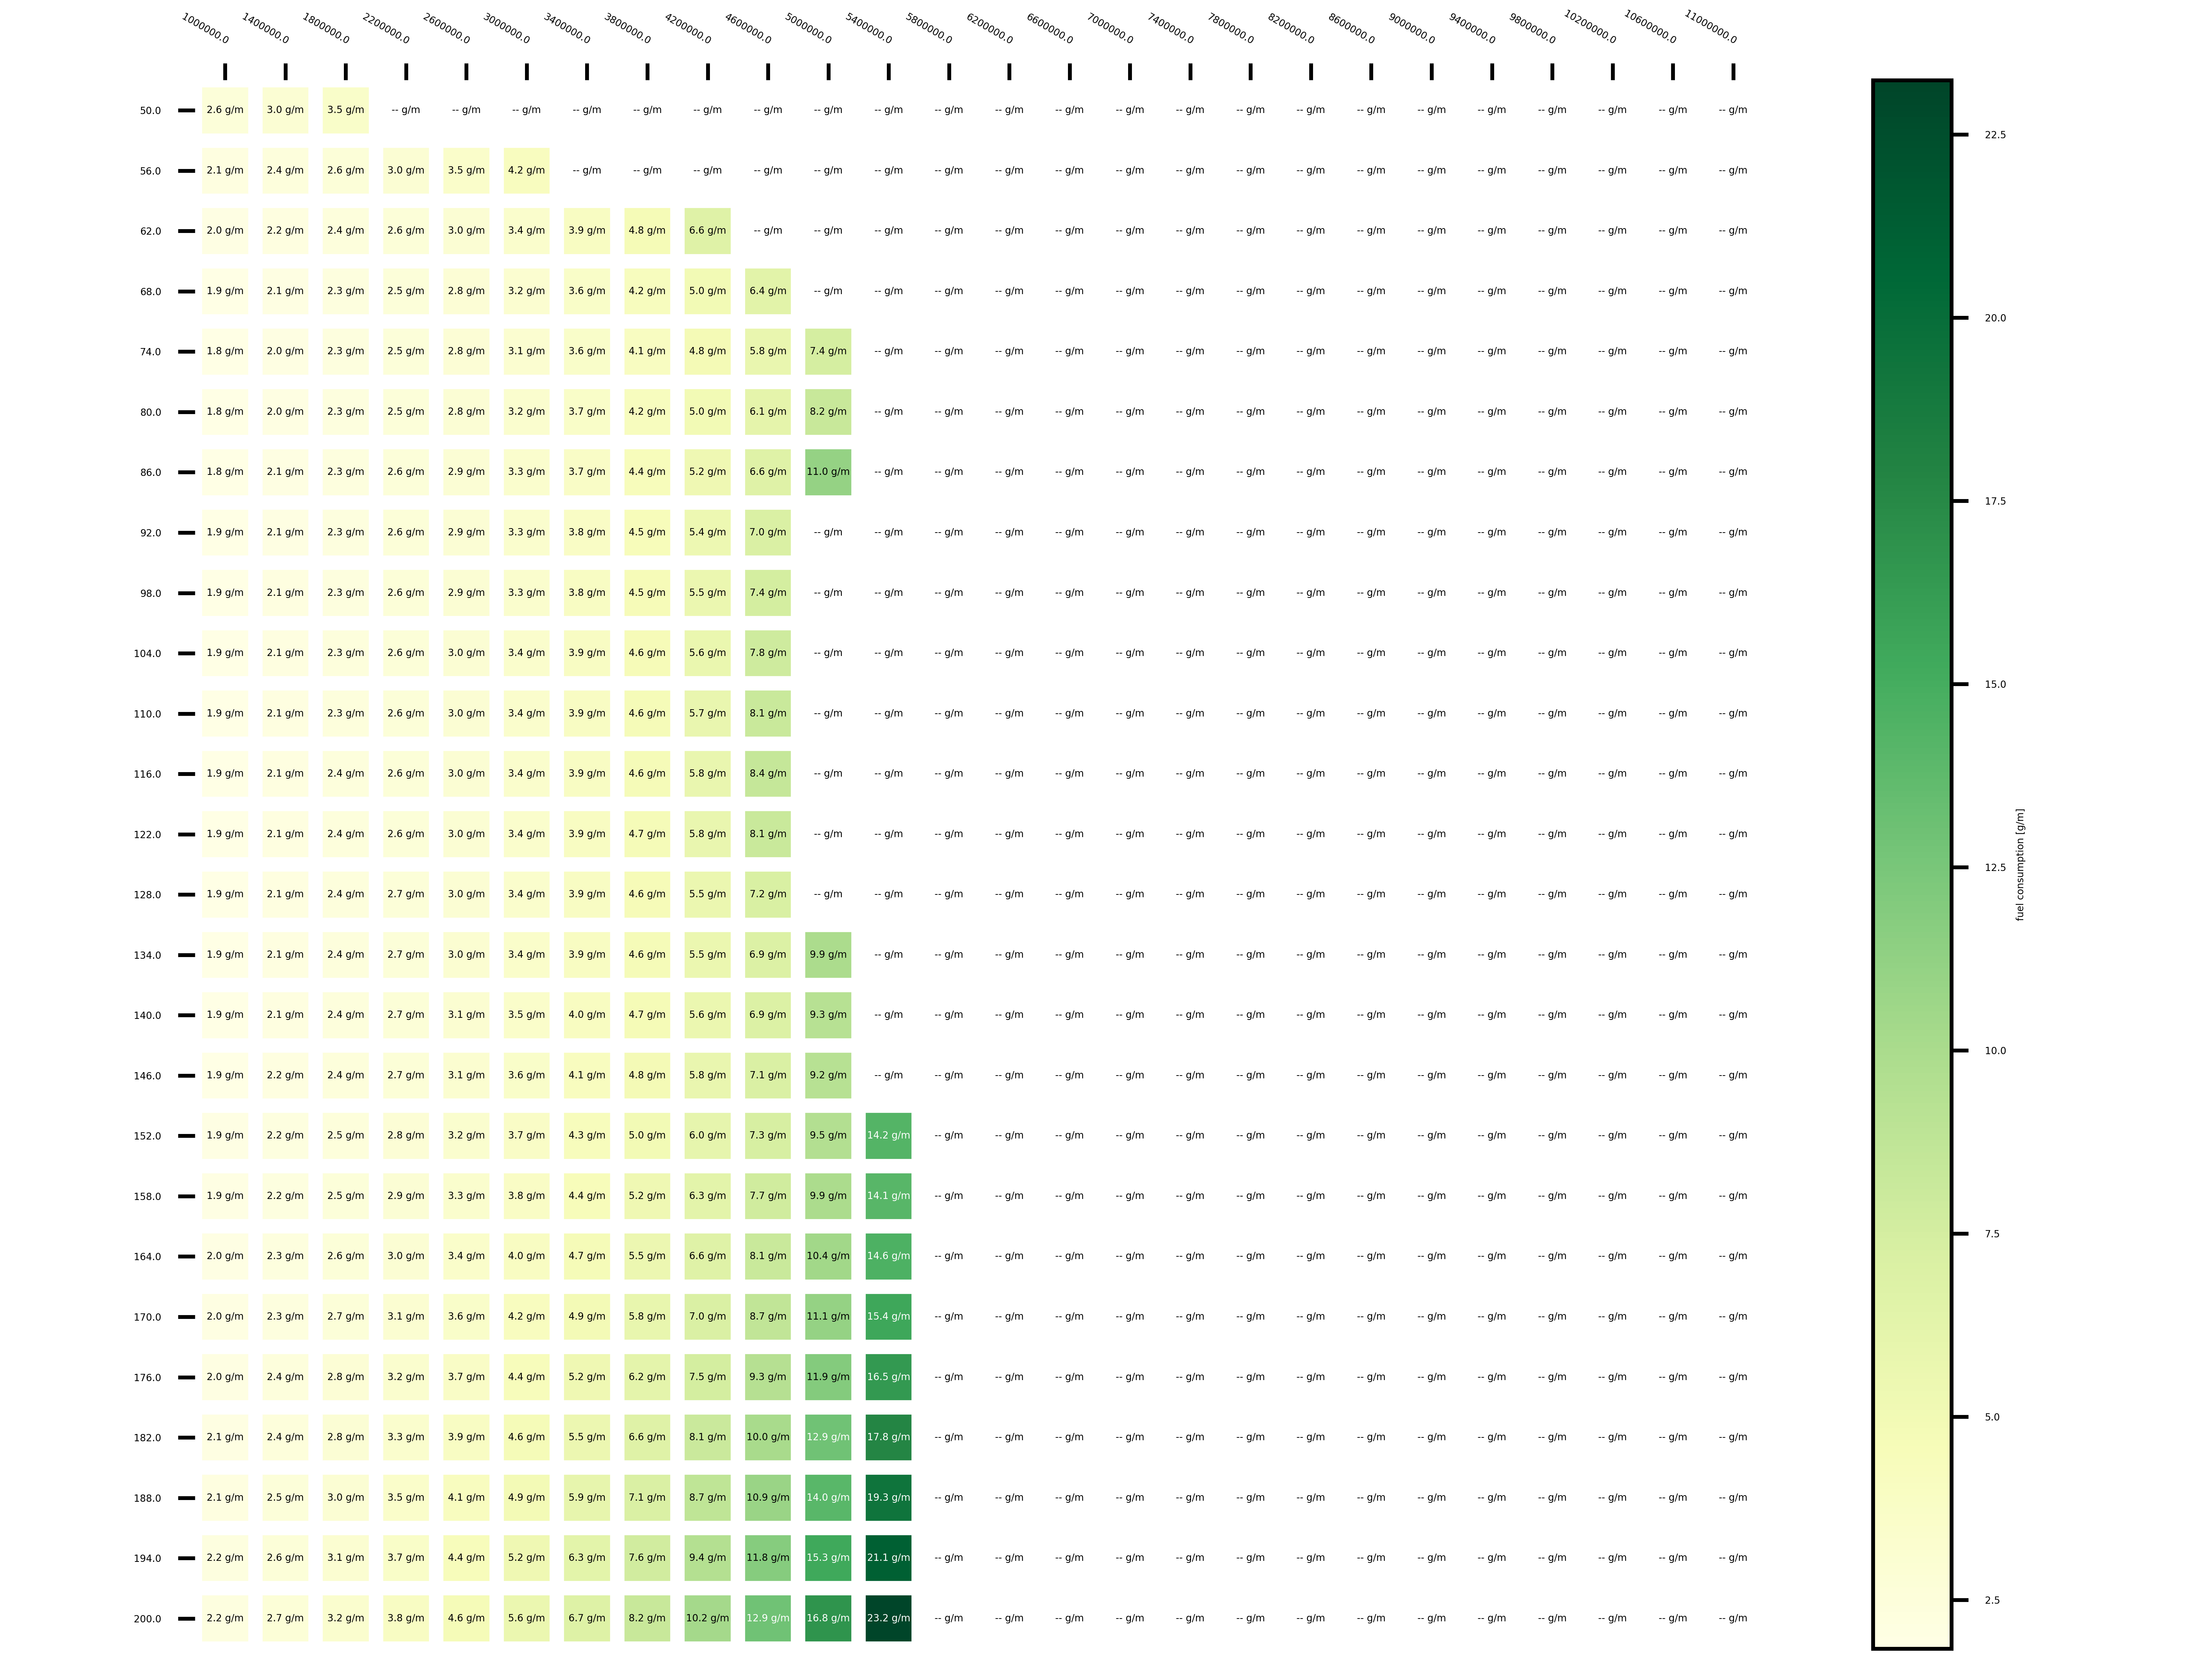 1000000.0 1400000.0 1800000.0 2200000.0 2600000.0 3000000.0 3400000.0 3800000.0 4200000.0 4600000.0 5000000.0 5400000.0 5800000.0 6200000.0 6600000.0 7000000.0 7400000.0 7800000.0 8200000.0 8600000.0 9000000.0 9400000.0 9800000.0 10200000.0 10600000.0 11000000.0
50.0 2.6 g/m 3.0 g/m 3.5 g/m -- g/m -- g/m -- g/m -- g/m -- g/m -- g/m -- g/m -- g/m -- g/m -- g/m -- g/m -- g/m -- g/m -- g/m -- g/m -- g/m -- g/m -- g/m -- g/m -- g/m -- g/m -- g/m -- g/m
56.0 2.1 g/m 2.4 g/m 2.6 g/m 3.0 g/m 3.5 g/m 4.2 g/m -- g/m -- g/m -- g/m -- g/m -- g/m -- g/m -- g/m -- g/m -- g/m -- g/m -- g/m -- g/m -- g/m -- g/m -- g/m -- g/m -- g/m -- g/m -- g/m -- g/m
62.0 2.0 g/m 2.2 g/m 2.4 g/m 2.6 g/m 3.0 g/m 3.4 g/m 3.9 g/m 4.8 g/m 6.6 g/m -- g/m -- g/m -- g/m -- g/m -- g/m -- g/m -- g/m -- g/m -- g/m -- g/m -- g/m -- g/m -- g/m -- g/m -- g/m -- g/m -- g/m
68.0 1.9 g/m 2.1 g/m 2.3 g/m 2.5 g/m 2.8 g/m 3.2 g/m 3.6 g/m 4.2 g/m 5.0 g/m 6.4 g/m -- g/m -- g/m -- g/m -- g/m -- g/m -- g/m -- g/m -- g/m -- g/m -- g/m -- g/m -- g/m -- g/m -- g/m -- g/m -- g/m
74.0 1.8 g/m 2.0 g/m 2.3 g/m 2.5 g/m 2.8 g/m 3.1 g/m 3.6 g/m 4.1 g/m 4.8 g/m 5.8 g/m 7.4 g/m -- g/m -- g/m -- g/m -- g/m -- g/m -- g/m -- g/m -- g/m -- g/m -- g/m -- g/m -- g/m -- g/m -- g/m -- g/m
80.0 1.8 g/m 2.0 g/m 2.3 g/m 2.5 g/m 2.8 g/m 3.2 g/m 3.7 g/m 4.2 g/m 5.0 g/m 6.1 g/m 8.2 g/m -- g/m -- g/m -- g/m -- g/m -- g/m -- g/m -- g/m -- g/m -- g/m -- g/m -- g/m -- g/m -- g/m -- g/m -- g/m
86.0 1.8 g/m 2.1 g/m 2.3 g/m 2.6 g/m 2.9 g/m 3.3 g/m 3.7 g/m 4.4 g/m 5.2 g/m 6.6 g/m 11.0 g/m -- g/m -- g/m -- g/m -- g/m -- g/m -- g/m -- g/m -- g/m -- g/m -- g/m -- g/m -- g/m -- g/m -- g/m -- g/m
92.0 1.9 g/m 2.1 g/m 2.3 g/m 2.6 g/m 2.9 g/m 3.3 g/m 3.8 g/m 4.5 g/m 5.4 g/m 7.0 g/m -- g/m -- g/m -- g/m -- g/m -- g/m -- g/m -- g/m -- g/m -- g/m -- g/m -- g/m -- g/m -- g/m -- g/m -- g/m -- g/m
98.0 1.9 g/m 2.1 g/m 2.3 g/m 2.6 g/m 2.9 g/m 3.3 g/m 3.8 g/m 4.5 g/m 5.5 g/m 7.4 g/m -- g/m -- g/m -- g/m -- g/m -- g/m -- g/m -- g/m -- g/m -- g/m -- g/m -- g/m -- g/m -- g/m -- g/m -- g/m -- g/m
104.0 1.9 g/m 2.1 g/m 2.3 g/m 2.6 g/m 3.0 g/m 3.4 g/m 3.9 g/m 4.6 g/m 5.6 g/m 7.8 g/m -- g/m -- g/m -- g/m -- g/m -- g/m -- g/m -- g/m -- g/m -- g/m -- g/m -- g/m -- g/m -- g/m -- g/m -- g/m -- g/m
110.0 1.9 g/m 2.1 g/m 2.3 g/m 2.6 g/m 3.0 g/m 3.4 g/m 3.9 g/m 4.6 g/m 5.7 g/m 8.1 g/m -- g/m -- g/m -- g/m -- g/m -- g/m -- g/m -- g/m -- g/m -- g/m -- g/m -- g/m -- g/m -- g/m -- g/m -- g/m -- g/m
116.0 1.9 g/m 2.1 g/m 2.4 g/m 2.6 g/m 3.0 g/m 3.4 g/m 3.9 g/m 4.6 g/m 5.8 g/m 8.4 g/m -- g/m -- g/m -- g/m -- g/m -- g/m -- g/m -- g/m -- g/m -- g/m -- g/m -- g/m -- g/m -- g/m -- g/m -- g/m -- g/m
122.0 1.9 g/m 2.1 g/m 2.4 g/m 2.6 g/m 3.0 g/m 3.4 g/m 3.9 g/m 4.7 g/m 5.8 g/m 8.1 g/m -- g/m -- g/m -- g/m -- g/m -- g/m -- g/m -- g/m -- g/m -- g/m -- g/m -- g/m -- g/m -- g/m -- g/m -- g/m -- g/m
128.0 1.9 g/m 2.1 g/m 2.4 g/m 2.7 g/m 3.0 g/m 3.4 g/m 3.9 g/m 4.6 g/m 5.5 g/m 7.2 g/m -- g/m -- g/m -- g/m -- g/m -- g/m -- g/m -- g/m -- g/m -- g/m -- g/m -- g/m -- g/m -- g/m -- g/m -- g/m -- g/m
134.0 1.9 g/m 2.1 g/m 2.4 g/m 2.7 g/m 3.0 g/m 3.4 g/m 3.9 g/m 4.6 g/m 5.5 g/m 6.9 g/m 9.9 g/m -- g/m -- g/m -- g/m -- g/m -- g/m -- g/m -- g/m -- g/m -- g/m -- g/m -- g/m -- g/m -- g/m -- g/m -- g/m
140.0 1.9 g/m 2.1 g/m 2.4 g/m 2.7 g/m 3.1 g/m 3.5 g/m 4.0 g/m 4.7 g/m 5.6 g/m 6.9 g/m 9.3 g/m -- g/m -- g/m -- g/m -- g/m -- g/m -- g/m -- g/m -- g/m -- g/m -- g/m -- g/m -- g/m -- g/m -- g/m -- g/m
146.0 1.9 g/m 2.2 g/m 2.4 g/m 2.7 g/m 3.1 g/m 3.6 g/m 4.1 g/m 4.8 g/m 5.8 g/m 7.1 g/m 9.2 g/m -- g/m -- g/m -- g/m -- g/m -- g/m -- g/m -- g/m -- g/m -- g/m -- g/m -- g/m -- g/m -- g/m -- g/m -- g/m
152.0 1.9 g/m 2.2 g/m 2.5 g/m 2.8 g/m 3.2 g/m 3.7 g/m 4.3 g/m 5.0 g/m 6.0 g/m 7.3 g/m 9.5 g/m 14.2 g/m -- g/m -- g/m -- g/m -- g/m -- g/m -- g/m -- g/m -- g/m -- g/m -- g/m -- g/m -- g/m -- g/m -- g/m
158.0 1.9 g/m 2.2 g/m 2.5 g/m 2.9 g/m 3.3 g/m 3.8 g/m 4.4 g/m 5.2 g/m 6.3 g/m 7.7 g/m 9.9 g/m 14.1 g/m -- g/m -- g/m -- g/m -- g/m -- g/m -- g/m -- g/m -- g/m -- g/m -- g/m -- g/m -- g/m -- g/m -- g/m
164.0 2.0 g/m 2.3 g/m 2.6 g/m 3.0 g/m 3.4 g/m 4.0 g/m 4.7 g/m 5.5 g/m 6.6 g/m 8.1 g/m 10.4 g/m 14.6 g/m -- g/m -- g/m -- g/m -- g/m -- g/m -- g/m -- g/m -- g/m -- g/m -- g/m -- g/m -- g/m -- g/m -- g/m
170.0 2.0 g/m 2.3 g/m 2.7 g/m 3.1 g/m 3.6 g/m 4.2 g/m 4.9 g/m 5.8 g/m 7.0 g/m 8.7 g/m 11.1 g/m 15.4 g/m -- g/m -- g/m -- g/m -- g/m -- g/m -- g/m -- g/m -- g/m -- g/m -- g/m -- g/m -- g/m -- g/m -- g/m
176.0 2.0 g/m 2.4 g/m 2.8 g/m 3.2 g/m 3.7 g/m 4.4 g/m 5.2 g/m 6.2 g/m 7.5 g/m 9.3 g/m 11.9 g/m 16.5 g/m -- g/m -- g/m -- g/m -- g/m -- g/m -- g/m -- g/m -- g/m -- g/m -- g/m -- g/m -- g/m -- g/m -- g/m
182.0 2.1 g/m 2.4 g/m 2.8 g/m 3.3 g/m 3.9 g/m 4.6 g/m 5.5 g/m 6.6 g/m 8.1 g/m 10.0 g/m 12.9 g/m 17.8 g/m -- g/m -- g/m -- g/m -- g/m -- g/m -- g/m -- g/m -- g/m -- g/m -- g/m -- g/m -- g/m -- g/m -- g/m
188.0 2.1 g/m 2.5 g/m 3.0 g/m 3.5 g/m 4.1 g/m 4.9 g/m 5.9 g/m 7.1 g/m 8.7 g/m 10.9 g/m 14.0 g/m 19.3 g/m -- g/m -- g/m -- g/m -- g/m -- g/m -- g/m -- g/m -- g/m -- g/m -- g/m -- g/m -- g/m -- g/m -- g/m
194.0 2.2 g/m 2.6 g/m 3.1 g/m 3.7 g/m 4.4 g/m 5.2 g/m 6.3 g/m 7.6 g/m 9.4 g/m 11.8 g/m 15.3 g/m 21.1 g/m -- g/m -- g/m -- g/m -- g/m -- g/m -- g/m -- g/m -- g/m -- g/m -- g/m -- g/m -- g/m -- g/m -- g/m
200.0 2.2 g/m 2.7 g/m 3.2 g/m 3.8 g/m 4.6 g/m 5.6 g/m 6.7 g/m 8.2 g/m 10.2 g/m 12.9 g/m 16.8 g/m 23.2 g/m -- g/m -- g/m -- g/m -- g/m -- g/m -- g/m -- g/m -- g/m -- g/m -- g/m -- g/m -- g/m -- g/m -- g/m
22.5
20.0
17.5
15.0
12.5
10.0
7.5
5.0
2.5
fuel consumption [g/m]